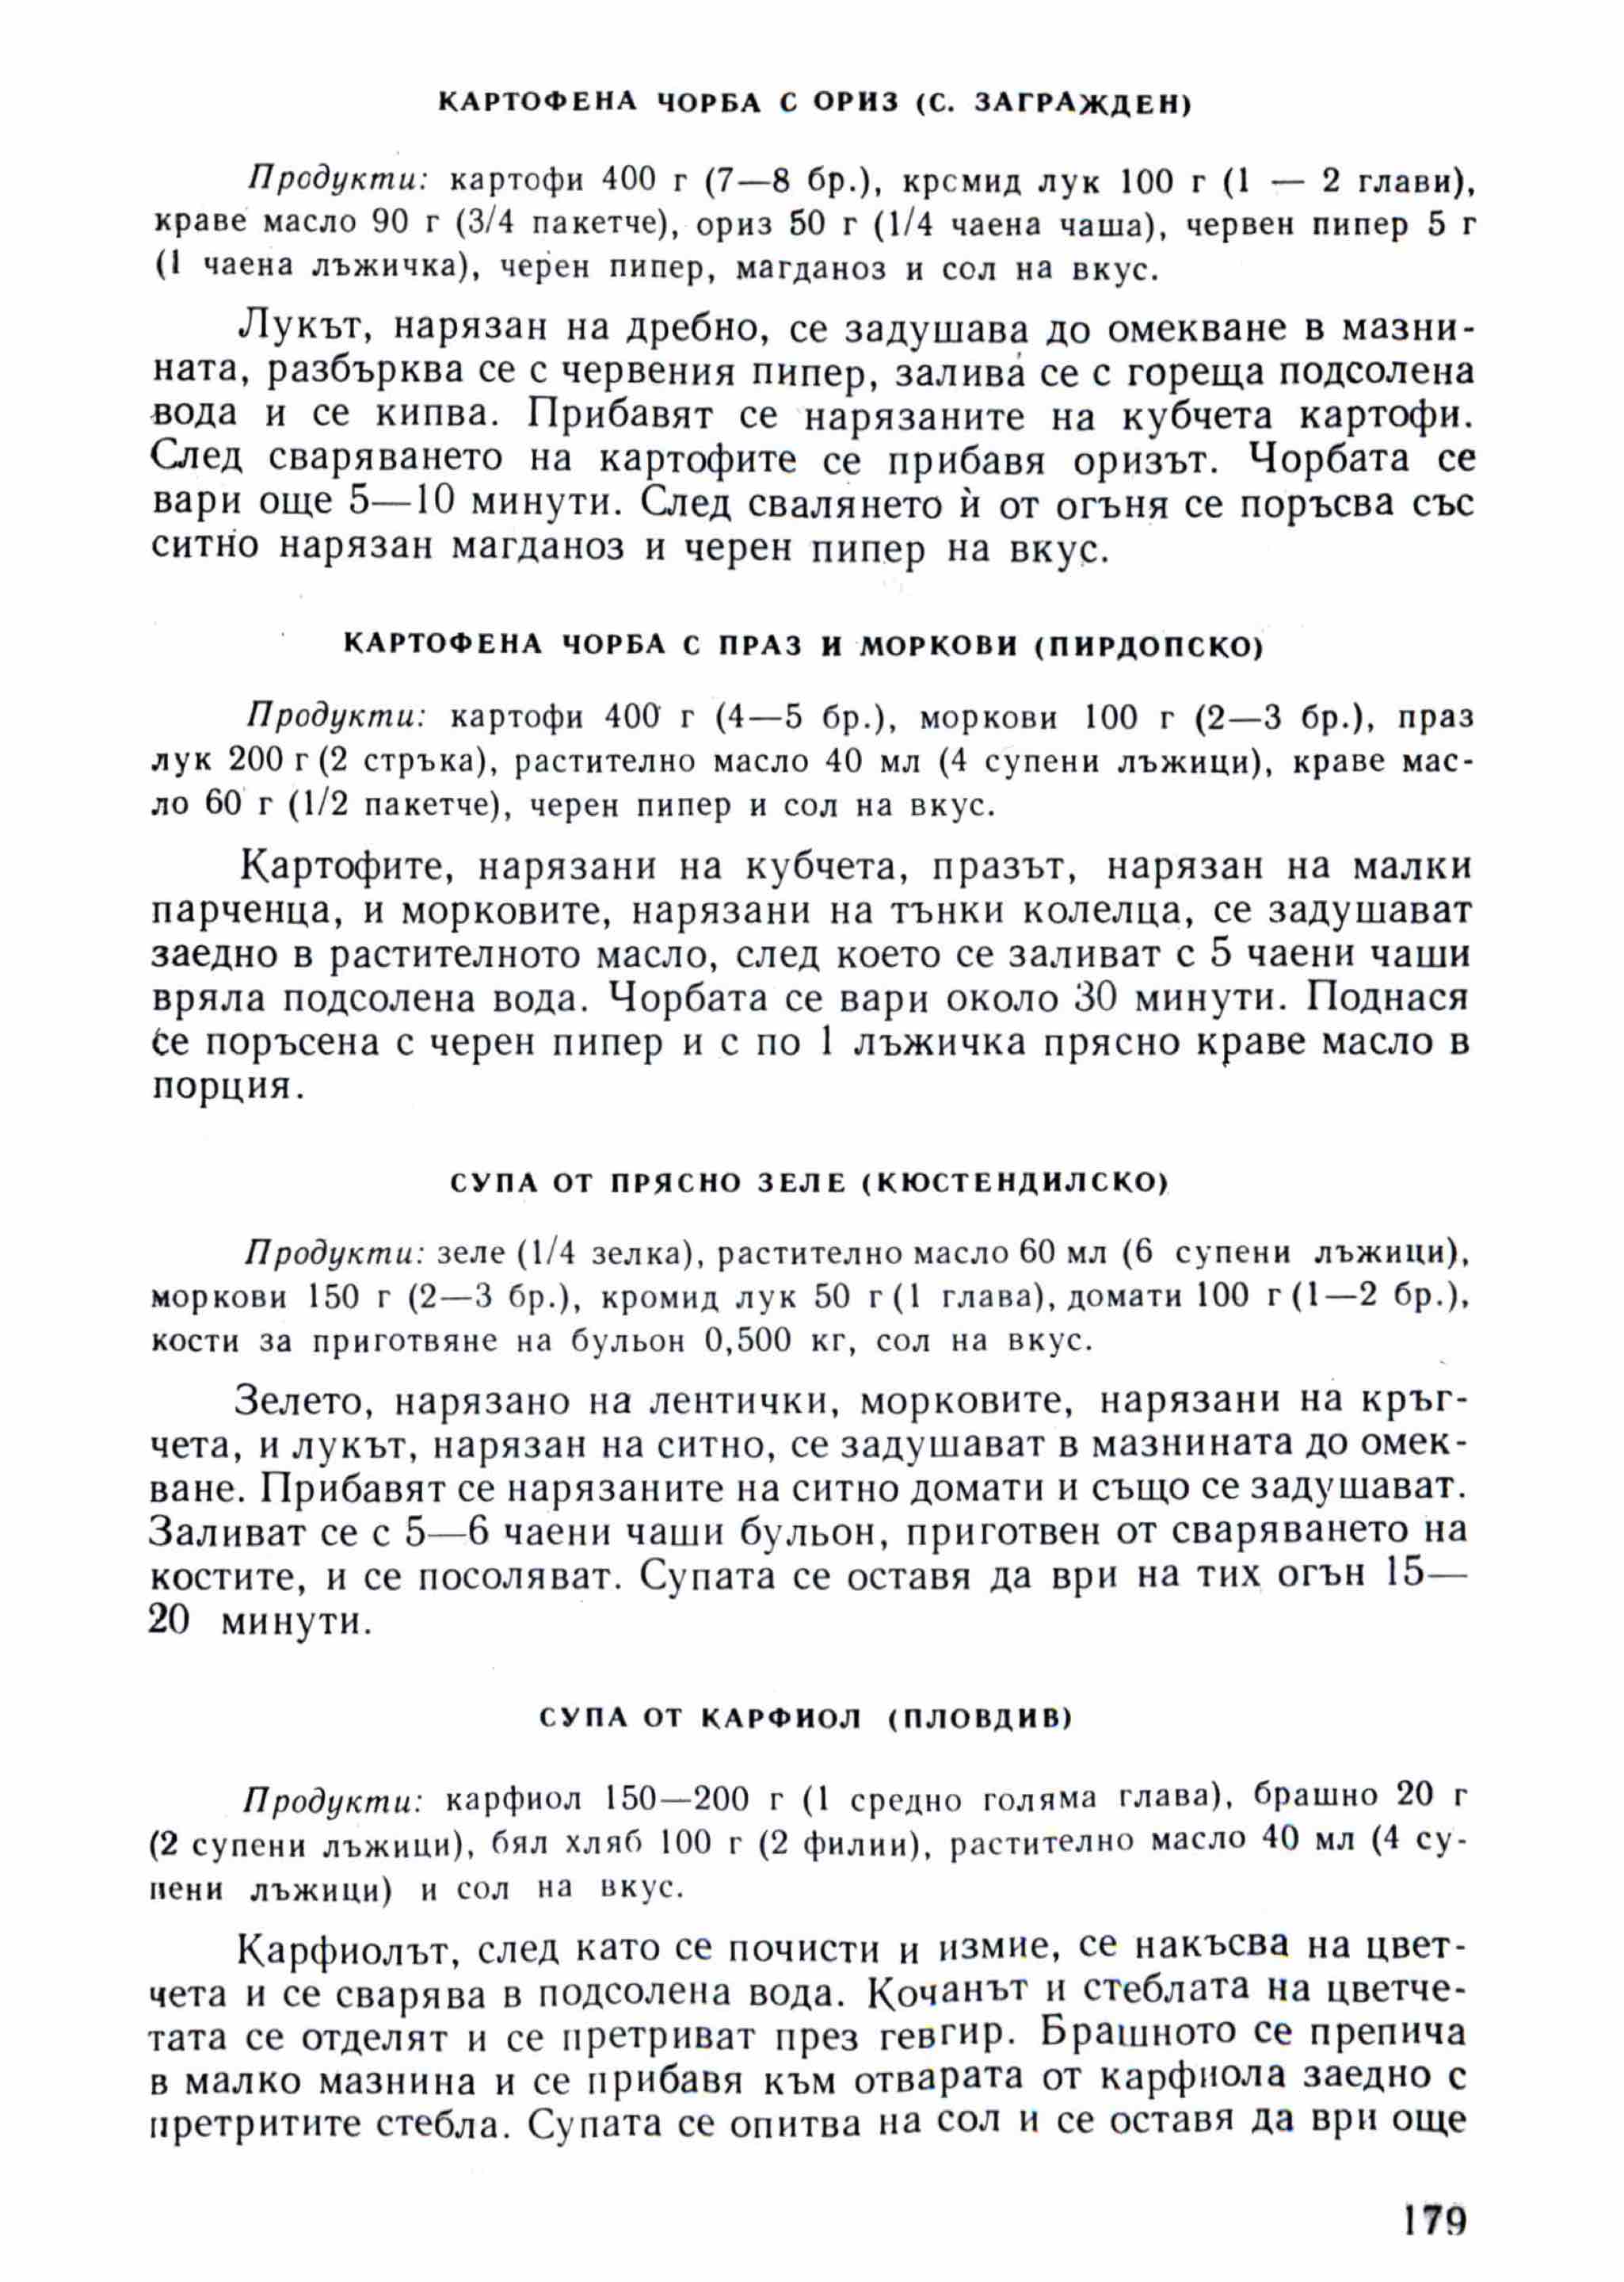 КАРТОФЕНА ЧОРБА С ОРИЗ (С. ЗАГРАЖДЕН)
Продукти: картофи 400 г (7—8 бр.), крсмид лук 100 г (1 — 2 глави),
краве масло 90 г (3/4 пакетче), ориз 50 г (1/4 чаена чаша), червен пипер 5 г
(1 чаена лъжичка), черен пипер, магданоз и сол на вкус.
Лукът, нарязан на дребно, се задушава до омекване в мазни-
ната, разбърква се с червения пипер, залива се с гореща подсолена
вода и се кипва. Прибавят се нарязаните на кубчета картофи.
След сваряването на картофите се прибавя оризът. Чорбата се
вари още 5—10 минути. След свалянето ѝ от огъня се поръсва със
ситно нарязан магданоз и черен пипер на вкус.
КАРТОФЕНА ЧОРБА С ПРАЗ И МОРКОВИ (ПИРДОПСКО)
Продукти: картофи 400 г (4—5 бр.), моркови 100 г (2—3 бр.), праз
лук 200 г (2 стръка), растително масло 40 мл (4 супени лъжици), краве мас-
ло 60 г (1/2 пакетче), черен пипер и сол на вкус.
Картофите, нарязани на кубчета, празът, нарязан на малки
парченца, и морковите, нарязани на тънки колелца, се задушават
заедно в растителното масло, след което се заливат с 5 чаени чаши
вряла подсолена вода. Чорбата се вари около 30 минути. Поднася
се поръсена с черен пипер и с по 1 лъжичка прясно краве масло в
порция.
СУПА ОТ ПРЯСНО ЗЕЛЕ (КЮСТЕНДИЛСКО)
Продукти: зеле (1/4 зелка), растително масло 60 мл (6 супени лъжици),
моркови 150 г (2—3 бр.), кромид лук 50 г (1 глава), домати 100 г (1—2 бр.),
кости за приготвяне на бульон 0,500 кг, сол на вкус.
Зелето, нарязано на лентички, морковите, нарязани на кръг-
чета, и лукът, нарязан на ситно, се задушават в мазнината до омек-
ване. Прибавят се нарязаните на ситно домати и също се задушават.
Заливат се с 5—6 чаени чаши бульон, приготвен от сваряването на
костите, и се посоляват. Супата се оставя да ври на тих огън 15—
20 минути.
СУПА ОТ КАРФИОЛ (ПЛОВДИВ)
Продукти: карфиол 150—200 г (1 средно голяма глава), брашно 20 г
(2 супени лъжици), бял хляб 100 г (2 филии), растително масло 40 мл (4 су-
пени лъжици) и сол на вкус.
Карфиолът, след като се почисти и измие, се накъсва на цвет-
чета и се сварява в подсолена вода. Кочанът и стеблата на цветче-
тата се отделят и се претриват през гевгир. Брашното се препича
в малко мазнина и се прибавя към отварата от карфиола заедно с
претритите стебла. Супата се опитва на сол и се оставя да ври още
179